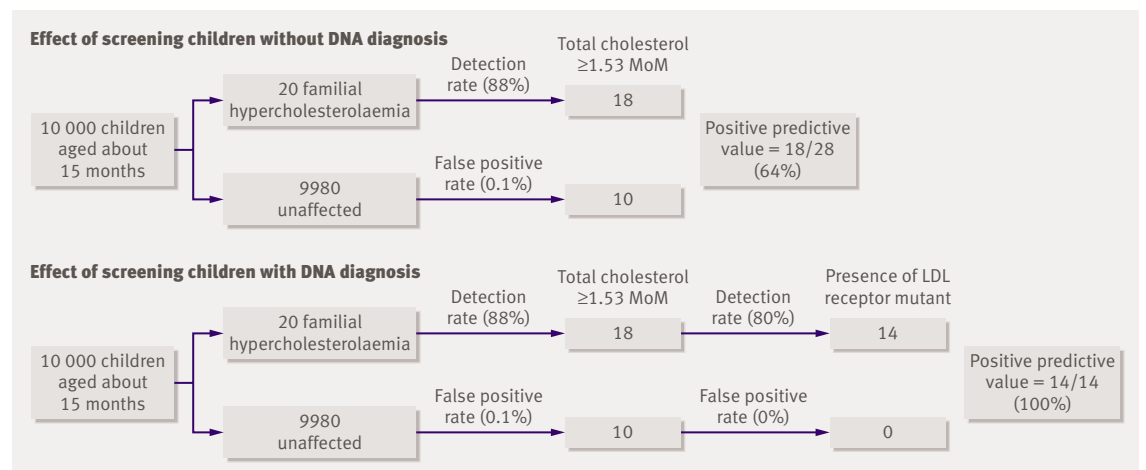 Effect of screening children without DNA diagnosis
Total cholesterol
≥1.53 MoM
Detection
rate (88%)
20 familial
hypercholesterolaemia
18
10 000 children
aged about
15 months
Positive predictive
value = 18/28
(64%)
False positive
rate (0.1%)
9980
unaffected
10
Effect of screening children with DNA diagnosis
Total cholesterol
≥1.53 MoM
Presence of LDL
receptor mutant
Detection
rate (88%)
Detection
rate (80%)
20 familial
hypercholesterolaemia
18
14
10 000 children
aged about
15 months
Positive predictive
value = 14/14
(100%)
False positive
rate (0.1%)
False positive
rate (0%)
9980
unaffected
10
0